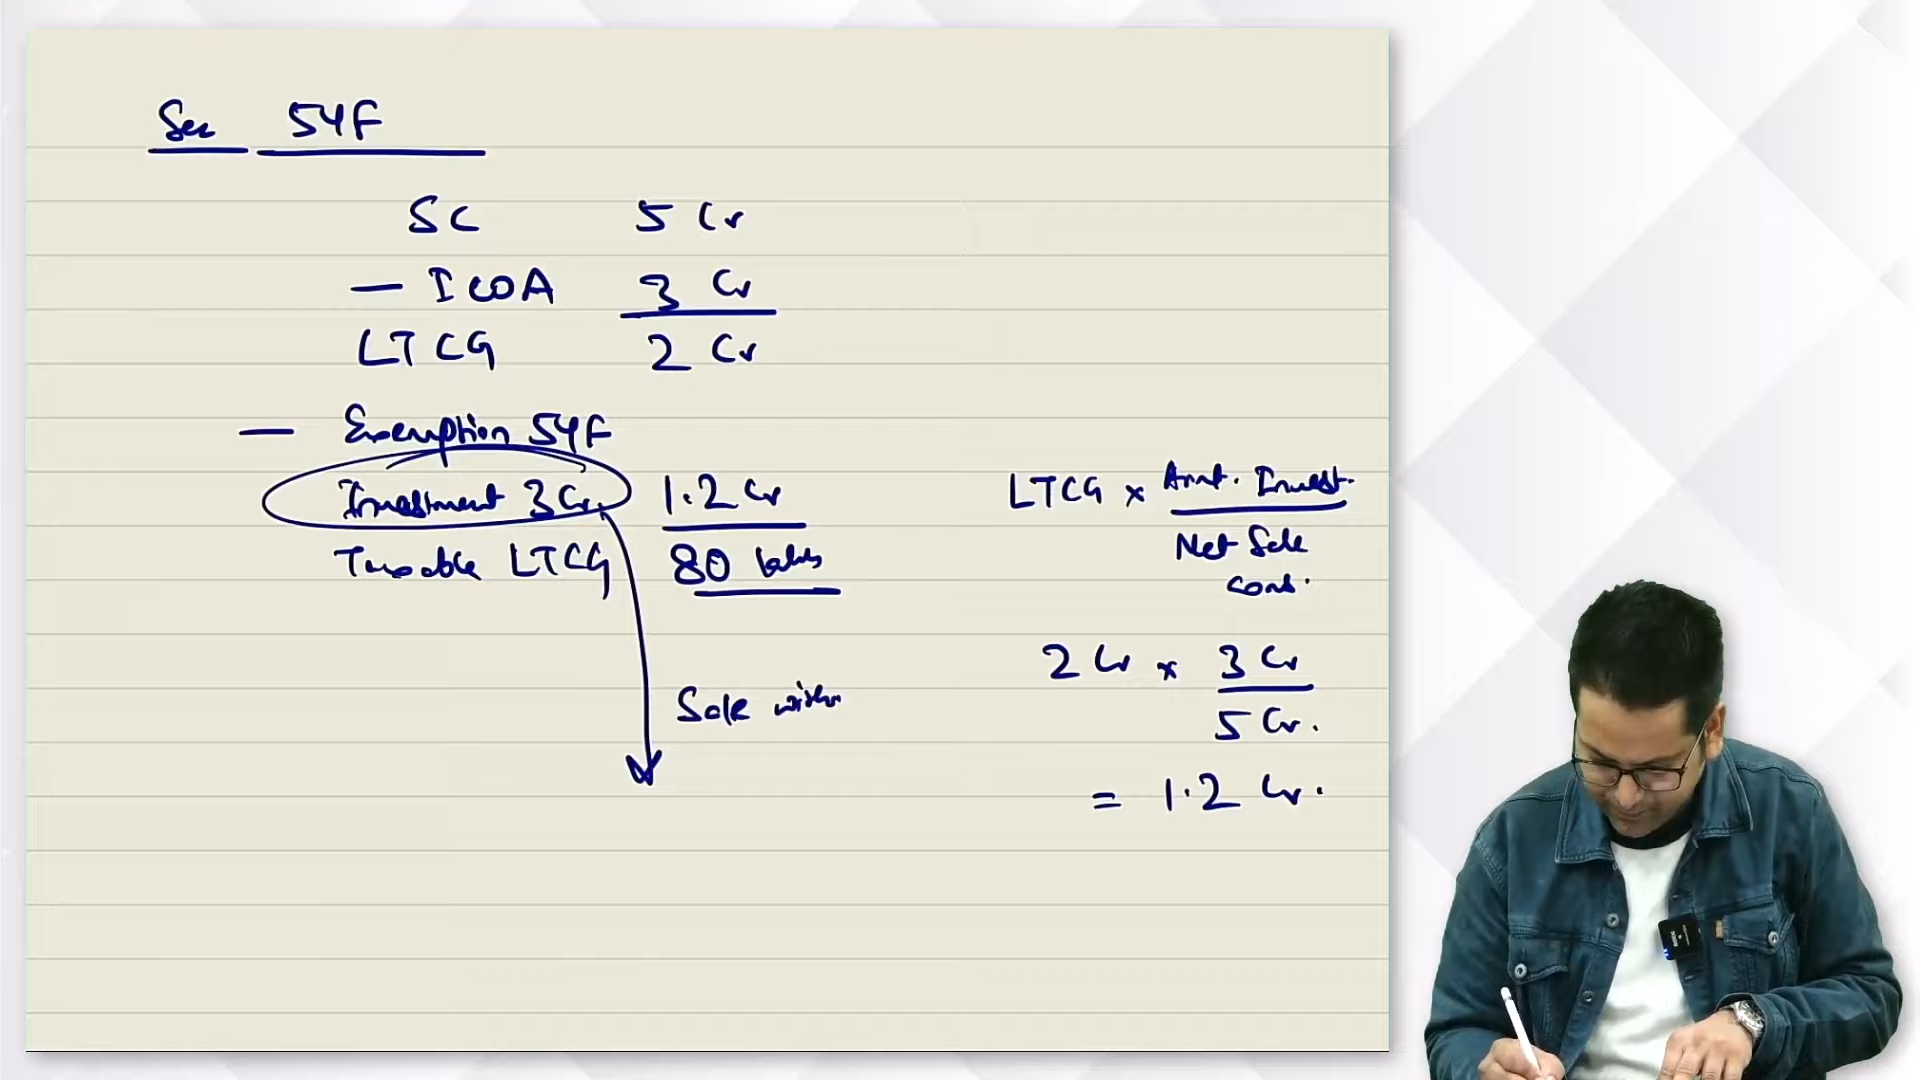 Sec 54F
SC 5 Cr
— ICOA 3 Cr
LTCG 2 Cr
— Exemption 54F
Investment 3 Cr. 1.2 Cr
Taxable LTCG 80 lakhs
Sale within
LTCG × Amt. Invest.
Net Sale
cons.
2 Cr × 3 Cr
5 Cr.
= 1.2 Cr.